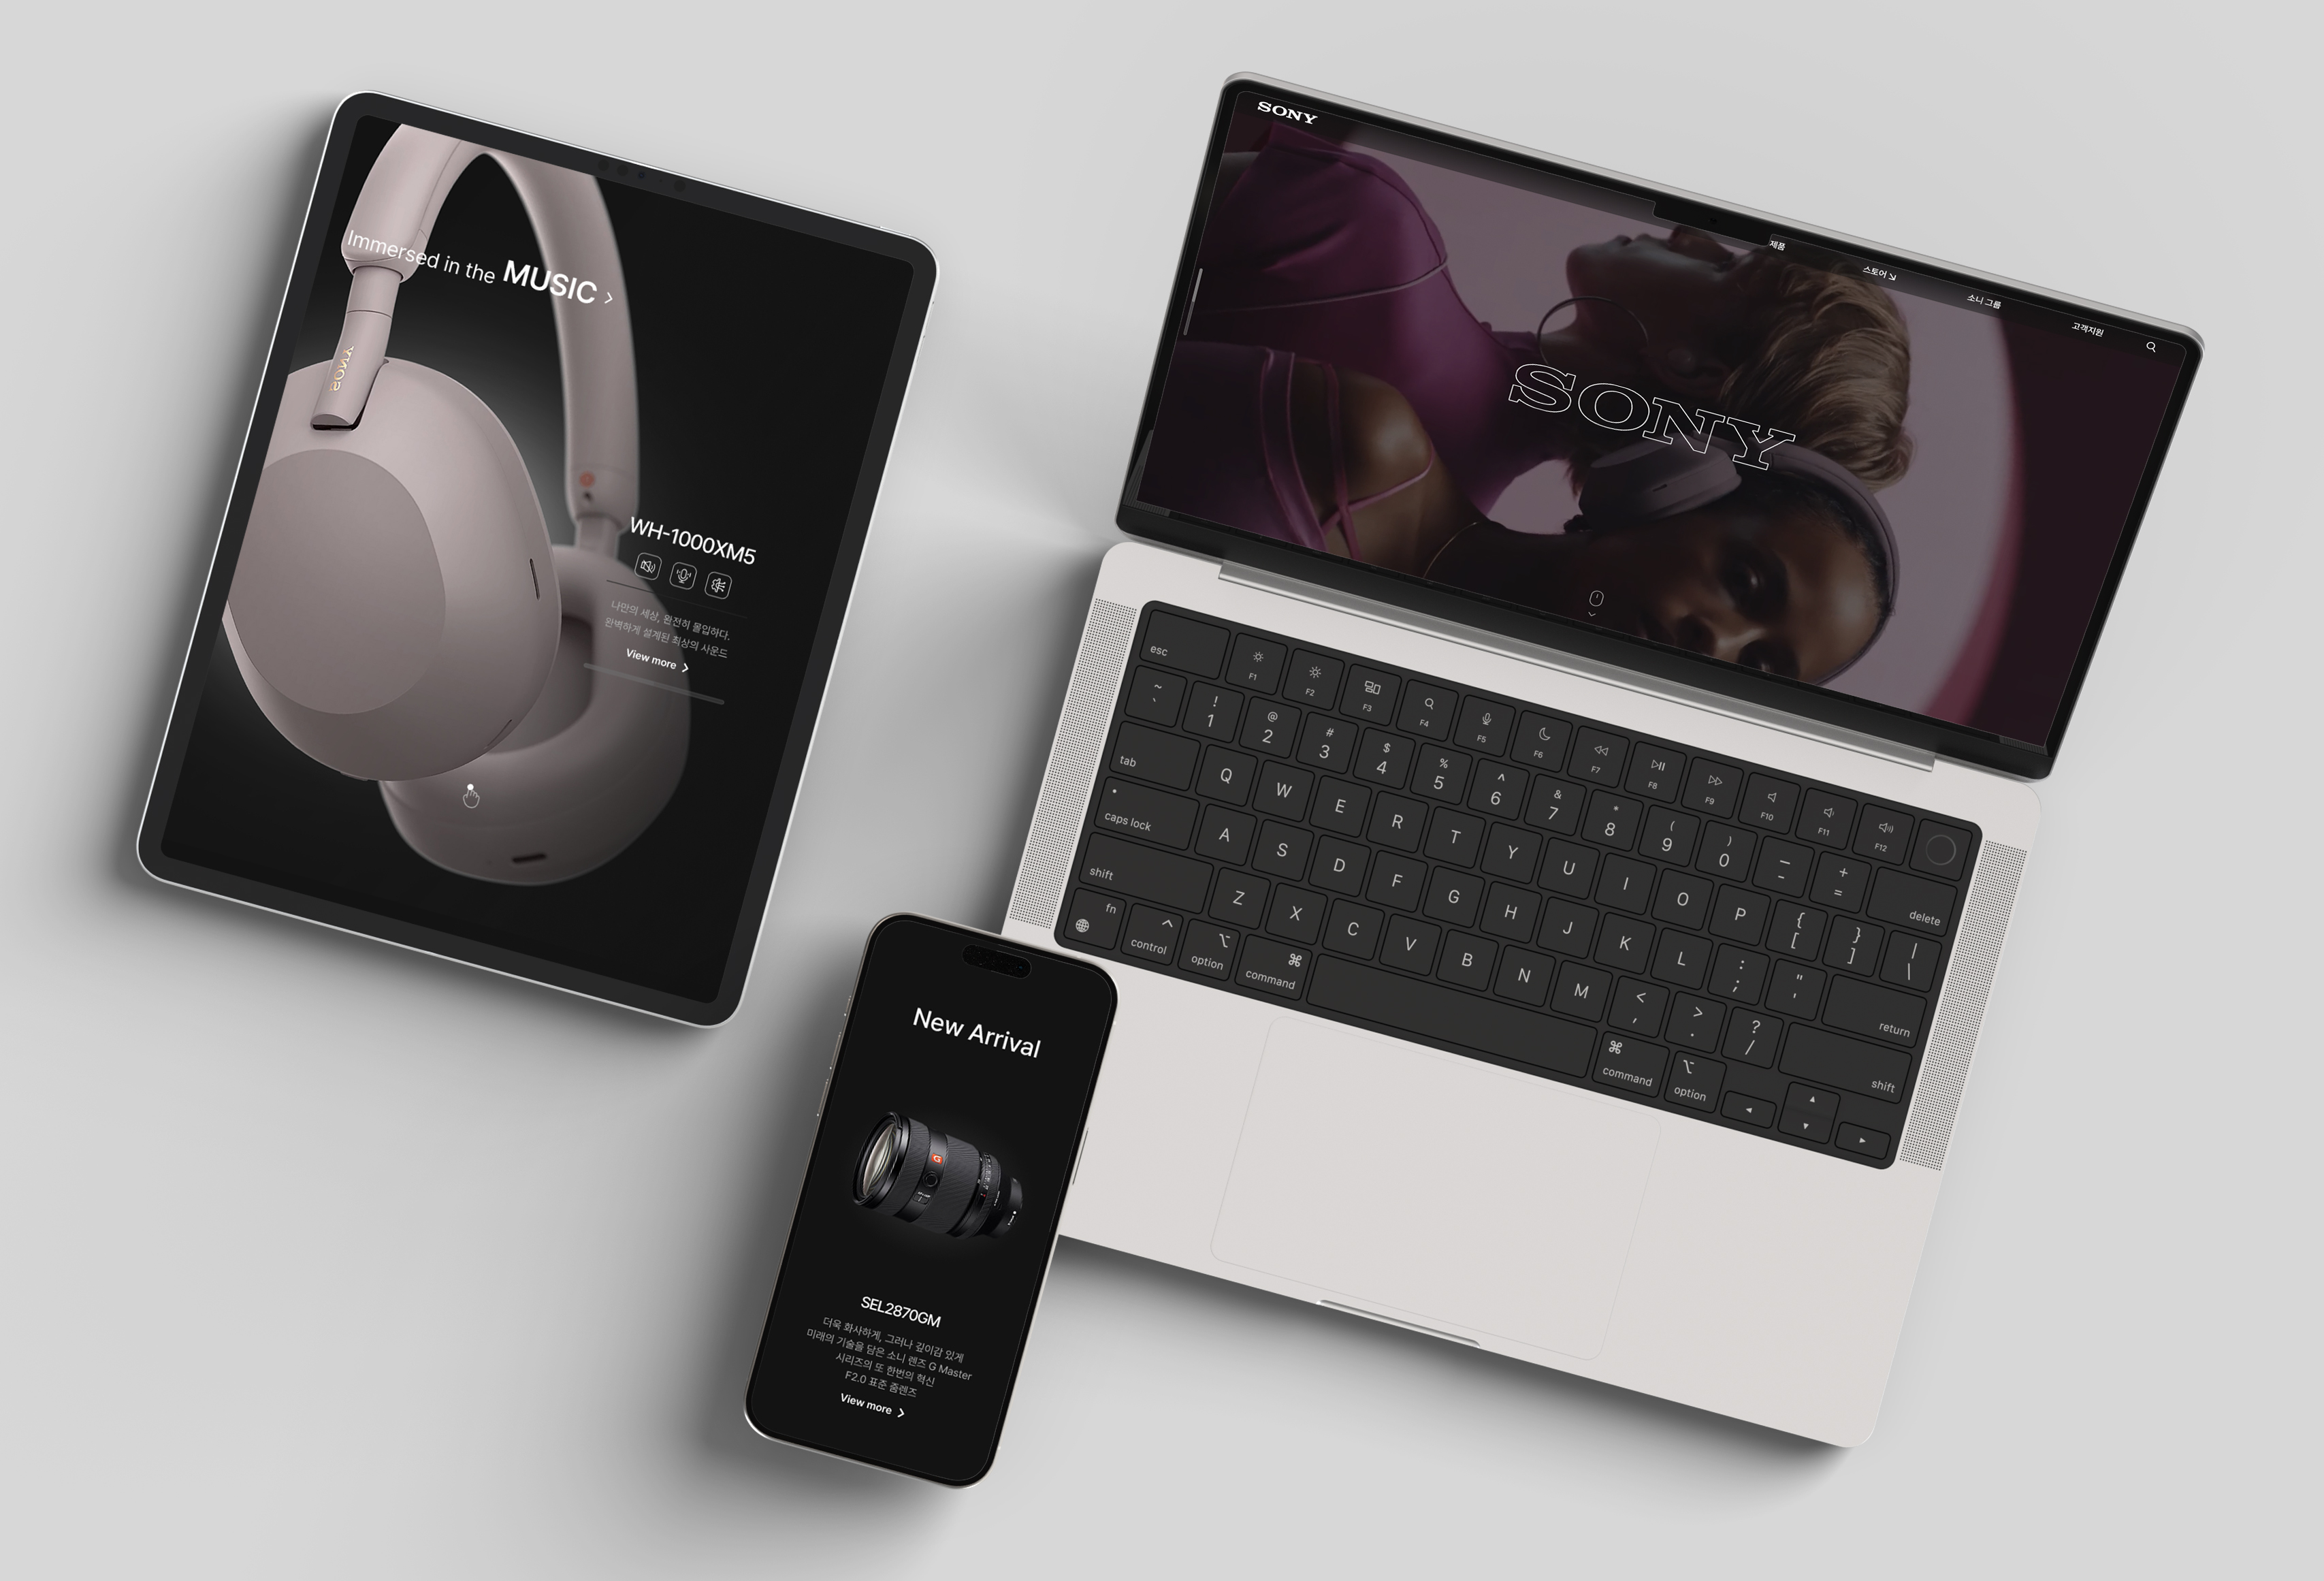 Immersed in the MUSIC
SONY
WH-1000XM5
나만의 세상, 완전히 몰입하다.
완벽하게 설계된 최상의 사운드
View more
SONY
제품
스토어
소니 그룹
고객지원
SONY
esc
F1 F2 F3 F4 F5 F6 F7 F8 F9 F10 F11 F12
~ ! @ # $ % ^ & * ( ) — +
` 1 2 3 4 5 6 7 8 9 0 - =
delete
tab Q W E R T Y U I O P { [ } ] | \
caps lock A S D F G H J K L : ; " ' return
shift Z X C V B N M < , > . ? / shift
fn control option command command option
New Arrival
G
SEL2870GM
더욱 화사하게, 그러나 깊이감 있게
미래의 기술을 담은 소니 렌즈 G Master
시리즈의 또 한번의 혁신
F2.0 표준 줌렌즈
View more